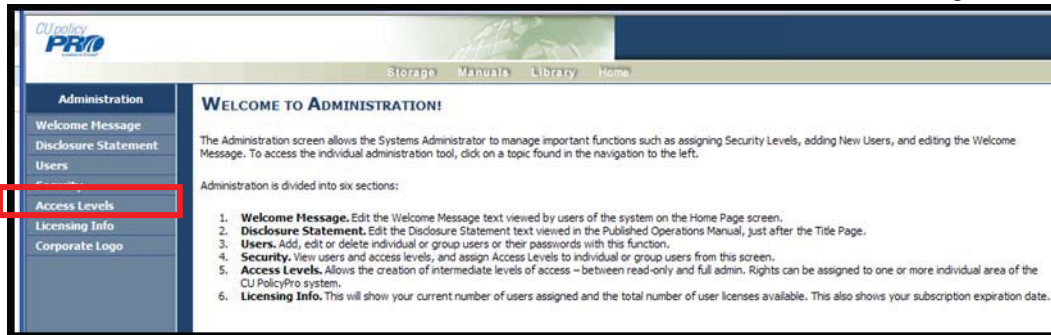 CU policy
PRO
Storage Manuals Library Home
Administration
Welcome Message
Disclosure Statement
Users
Access Levels
Licensing Info
Corporate Logo
WELCOME TO ADMINISTRATION!
The Administration screen allows the Systems Administrator to manage important functions such as assigning Security Levels, adding New Users, and editing the Welcome
Message. To access the individual administration tool, click on a topic found in the navigation to the left.
Administration is divided into six sections:
1. Welcome Message. Edit the Welcome Message text viewed by users of the system on the Home Page screen.
2. Disclosure Statement. Edit the Disclosure Statement text viewed in the Published Operations Manual, just after the Title Page.
3. Users. Add, edit or delete individual or group users or their passwords with this function.
4. Security. View users and access levels, and assign Access Levels to individual or group users from this screen.
5. Access Levels. Allows the creation of intermediate levels of access – between read-only and full admin. Rights can be assigned to one or more individual area of the
CU PolicyPro system.
6. Licensing Info. This will show your current number of users assigned and the total number of user licenses available. This also shows your subscription expiration date.